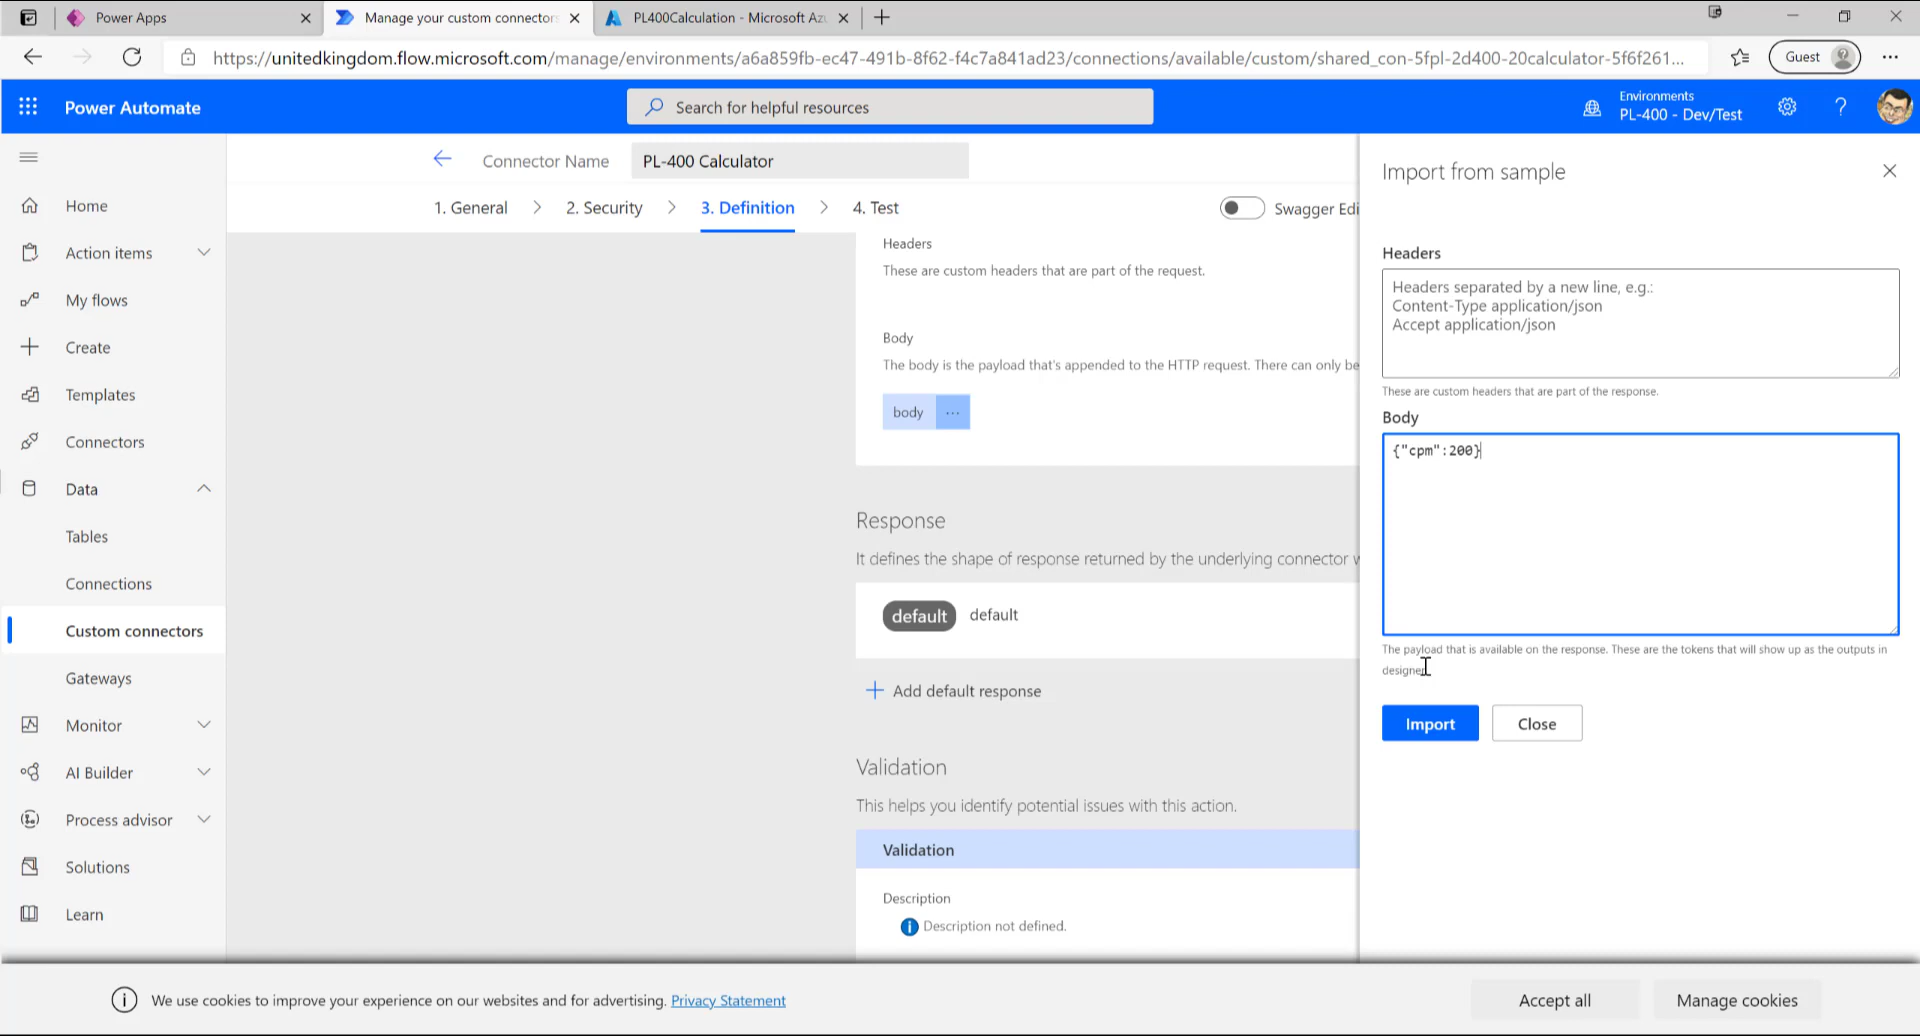 Power Apps
Manage your custom connector
PL400Calculation - Microsoft Az
https://unitedkingdom.flow.microsoft.com/manage/environments/a6a859fb-ec47-491b-8f62-f4c7a841ad23/connections/available/custom/shared_con-5fpl-2d400-20calculator-5f6f261...
Guest
Power Automate
Search for helpful resources
Environments
PL-400 - Dev/Test
Home
Action items
My flows
Create
Templates
Connectors
Data
Tables
Connections
Custom connectors
Gateways
Monitor
AI Builder
Process advisor
Solutions
Learn
Connector Name
PL-400 Calculator
1. General
2. Security
3. Definition
4. Test
Swagger Edi
Headers
These are custom headers that are part of the request.
Body
The body is the payload that's appended to the HTTP request. There can only be
body ...
Response
It defines the shape of response returned by the underlying connector w
default default
Add default response
Validation
This helps you identify potential issues with this action.
Validation
Description
Description not defined.
Import from sample
Headers
Headers separated by a new line, e.g.:
Content-Type application/json
Accept application/json
These are custom headers that are part of the response.
Body
{"cpm":200}
The payload that is available on the response. These are the tokens that will show up as the outputs in
designer
Import
Close
We use cookies to improve your experience on our websites and for advertising. Privacy Statement
Accept all
Manage cookies